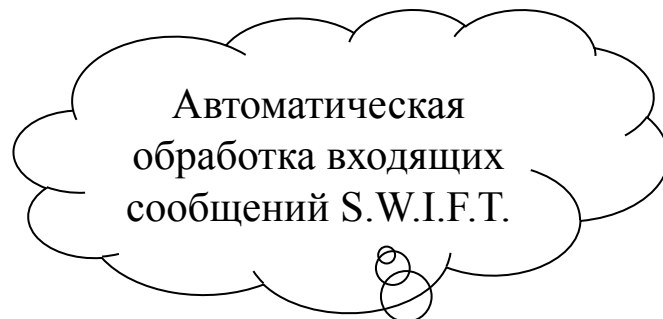 Автоматическая
обработка входящих
сообщений S.W.I.F.T.